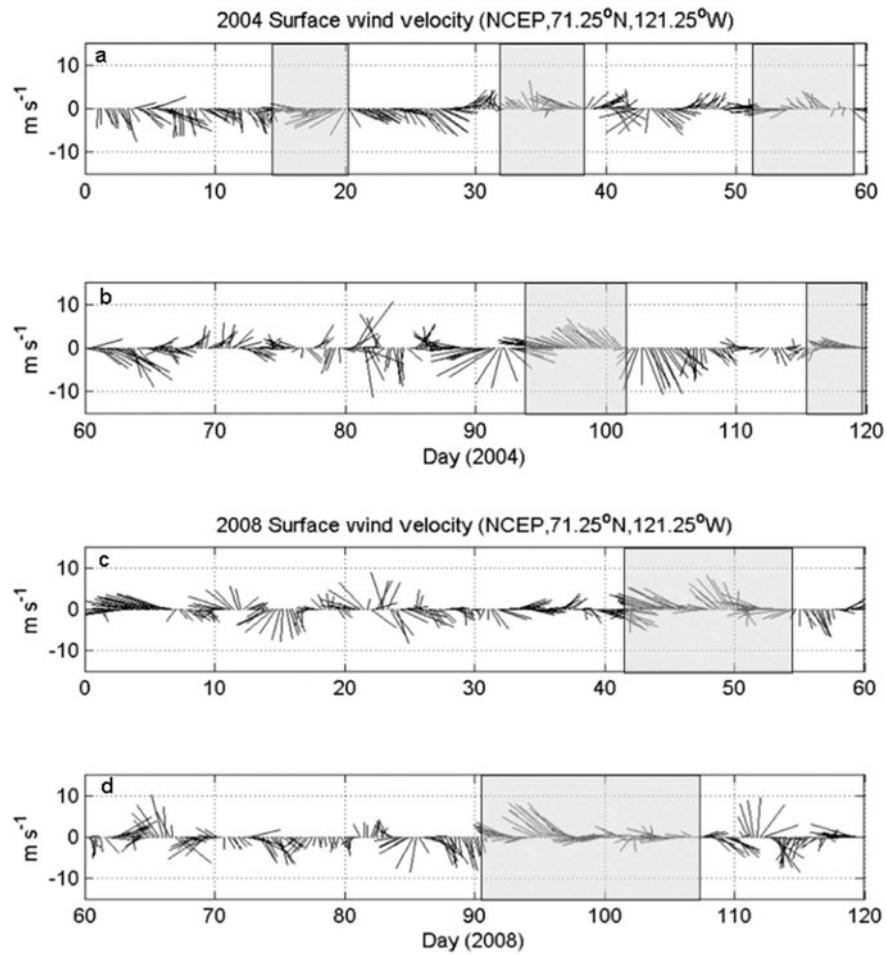 2004 Surface Wind Velocity (NCEP,71.25°N,121.25°W)
a
10
0
-10
m s⁻¹
0 10 20 30 40 50 60
b
10
0
-10
m s⁻¹
60 70 80 90 100 110 120
Day (2004)
2008 Surface Wind Velocity (NCEP,71.25°N,121.25°W)
c
10
0
-10
m s⁻¹
0 10 20 30 40 50 60
d
10
0
-10
m s⁻¹
60 70 80 90 100 110 120
Day (2008)